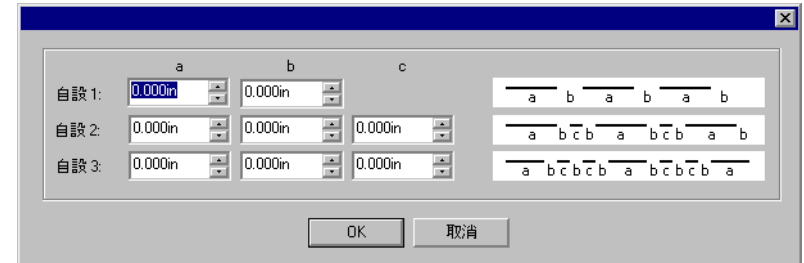 a b c
自設 1: 0.000in 0.000in a b a b a b
自設 2: 0.000in 0.000in 0.000in a b c b a b c b a b
自設 3: 0.000in 0.000in 0.000in a b c b c b a b c b c b a
OK 取消